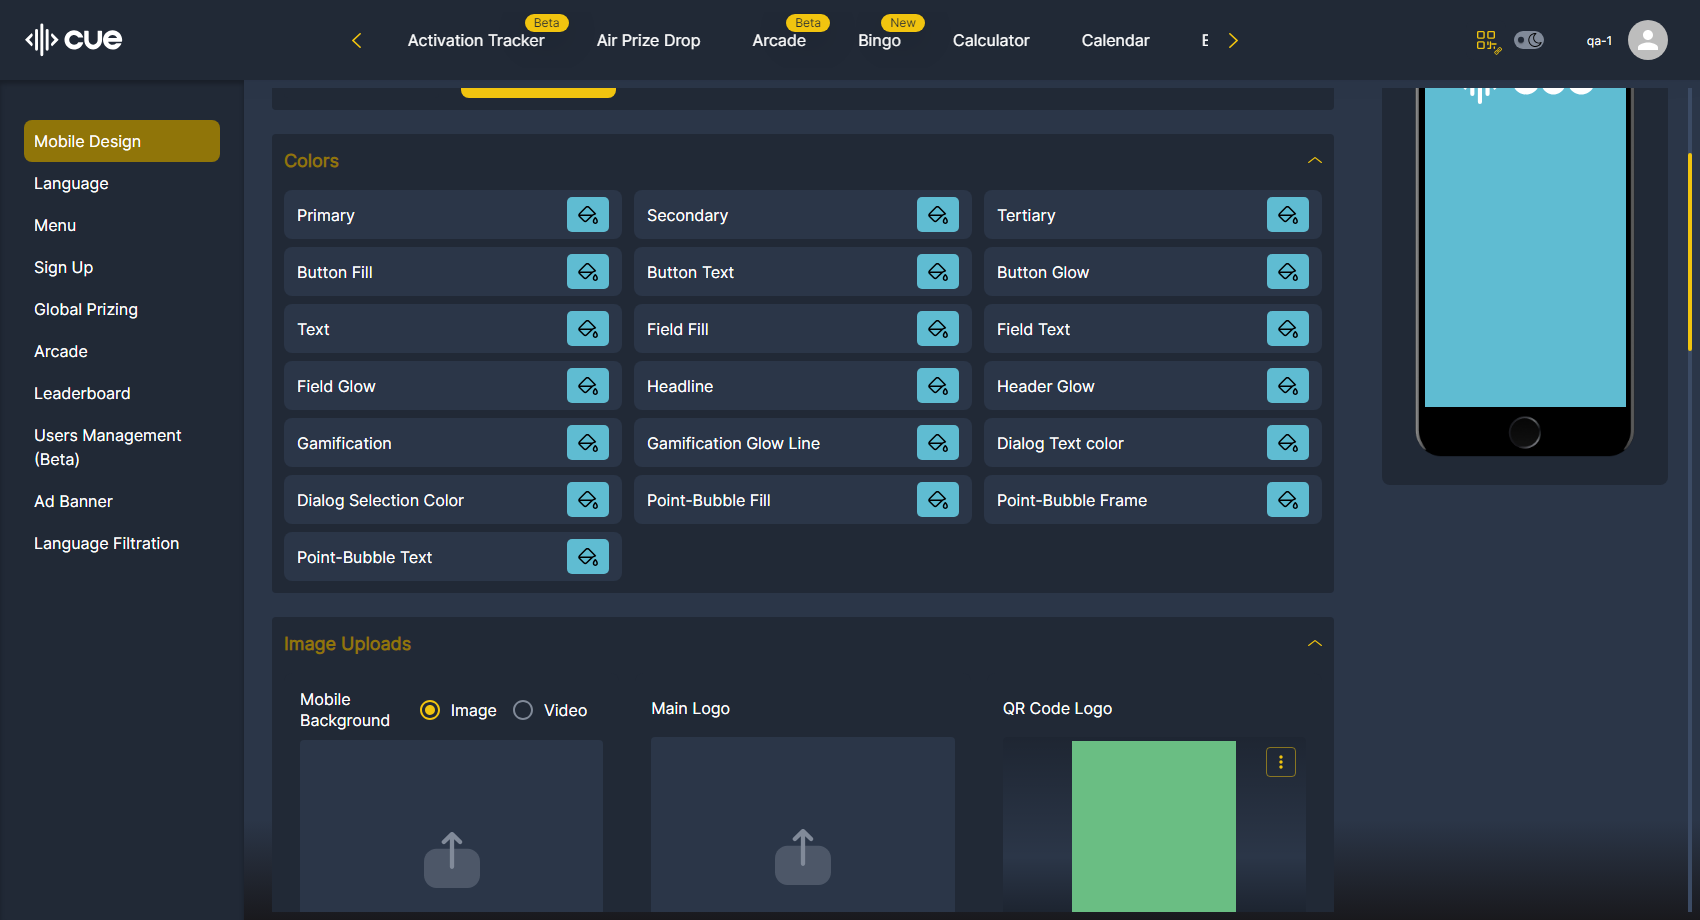 cue
Activation Tracker
Beta
Air Prize Drop
Arcade
Beta
Bingo
New
Calculator
Calendar
qa-1
Mobile Design
Language
Menu
Sign Up
Global Prizing
Arcade
Leaderboard
Users Management
(Beta)
Ad Banner
Language Filtration
Colors
Primary
Secondary
Tertiary
Button Fill
Button Text
Button Glow
Text
Field Fill
Field Text
Field Glow
Headline
Header Glow
Gamification
Gamification Glow Line
Dialog Text color
Dialog Selection Color
Point-Bubble Fill
Point-Bubble Frame
Point-Bubble Text
Image Uploads
Mobile
Background
Image
Video
Main Logo
QR Code Logo